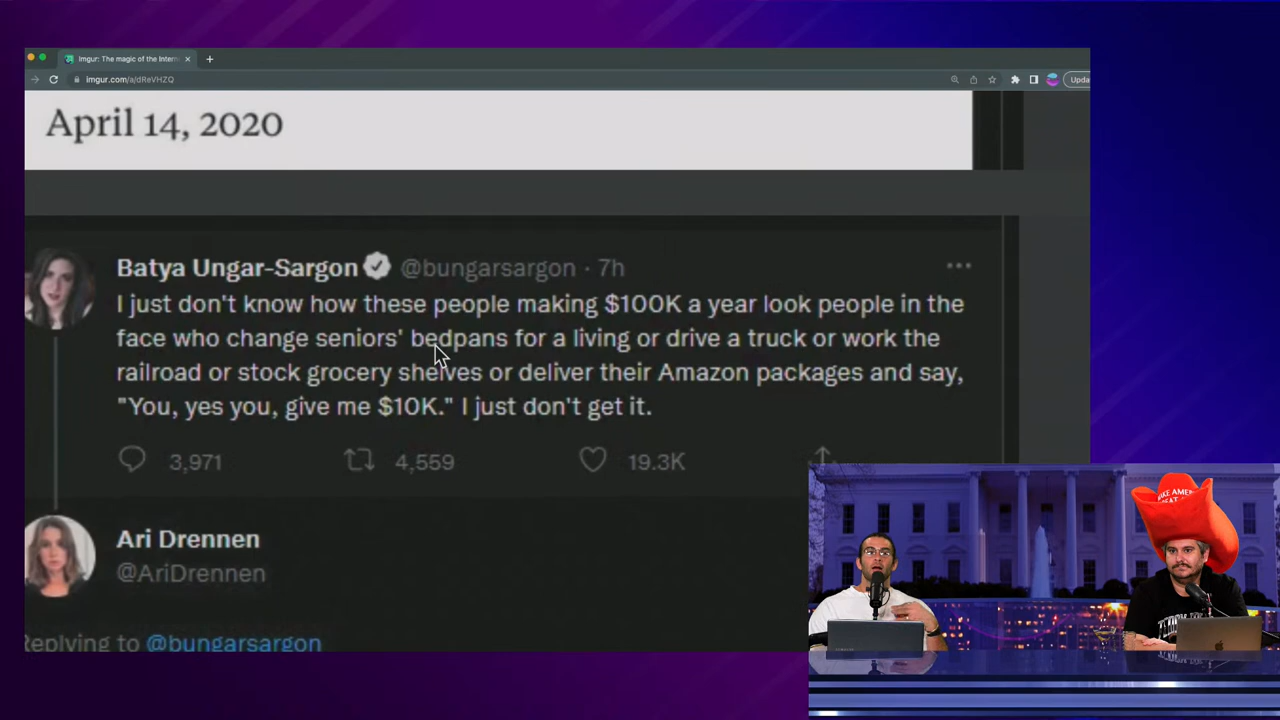 Imgur: The magic of the Intern
imgur.com/a/dReVHZQ
Upda
April 14, 2020
Batya Ungar-Sargon @bungarsargon · 7h
I just don't know how these people making $100K a year look people in the
face who change seniors' bedpans for a living or drive a truck or work the
railroad or stock grocery shelves or deliver their Amazon packages and say,
"You, yes you, give me $10K." I just don't get it.
3,971 4,559 19.3K
Ari Drennen
@AriDrennen
Replying to @bungarsargon